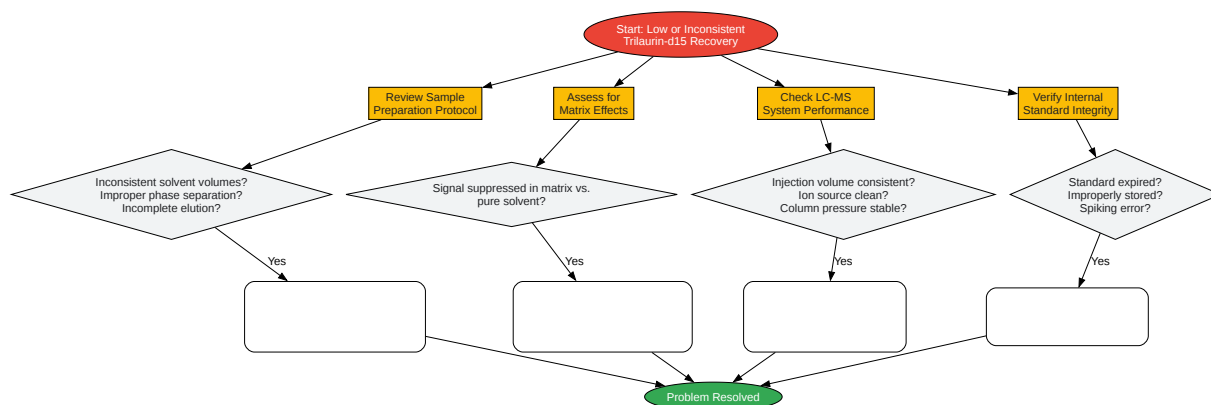 Start: Low or Inconsistent
Trilaurin-d15 Recovery
Review Sample
Preparation Protocol
Assess for
Matrix Effects
Check LC-MS
System Performance
Verify Internal
Standard Integrity
Inconsistent solvent volumes?
Improper phase separation?
Incomplete elution?
Signal suppressed in matrix vs.
pure solvent?
Injection volume consistent?
Ion source clean?
Column pressure stable?
Standard expired?
Improperly stored?
Spiking error?
Yes
Yes
Yes
Yes
Problem Resolved